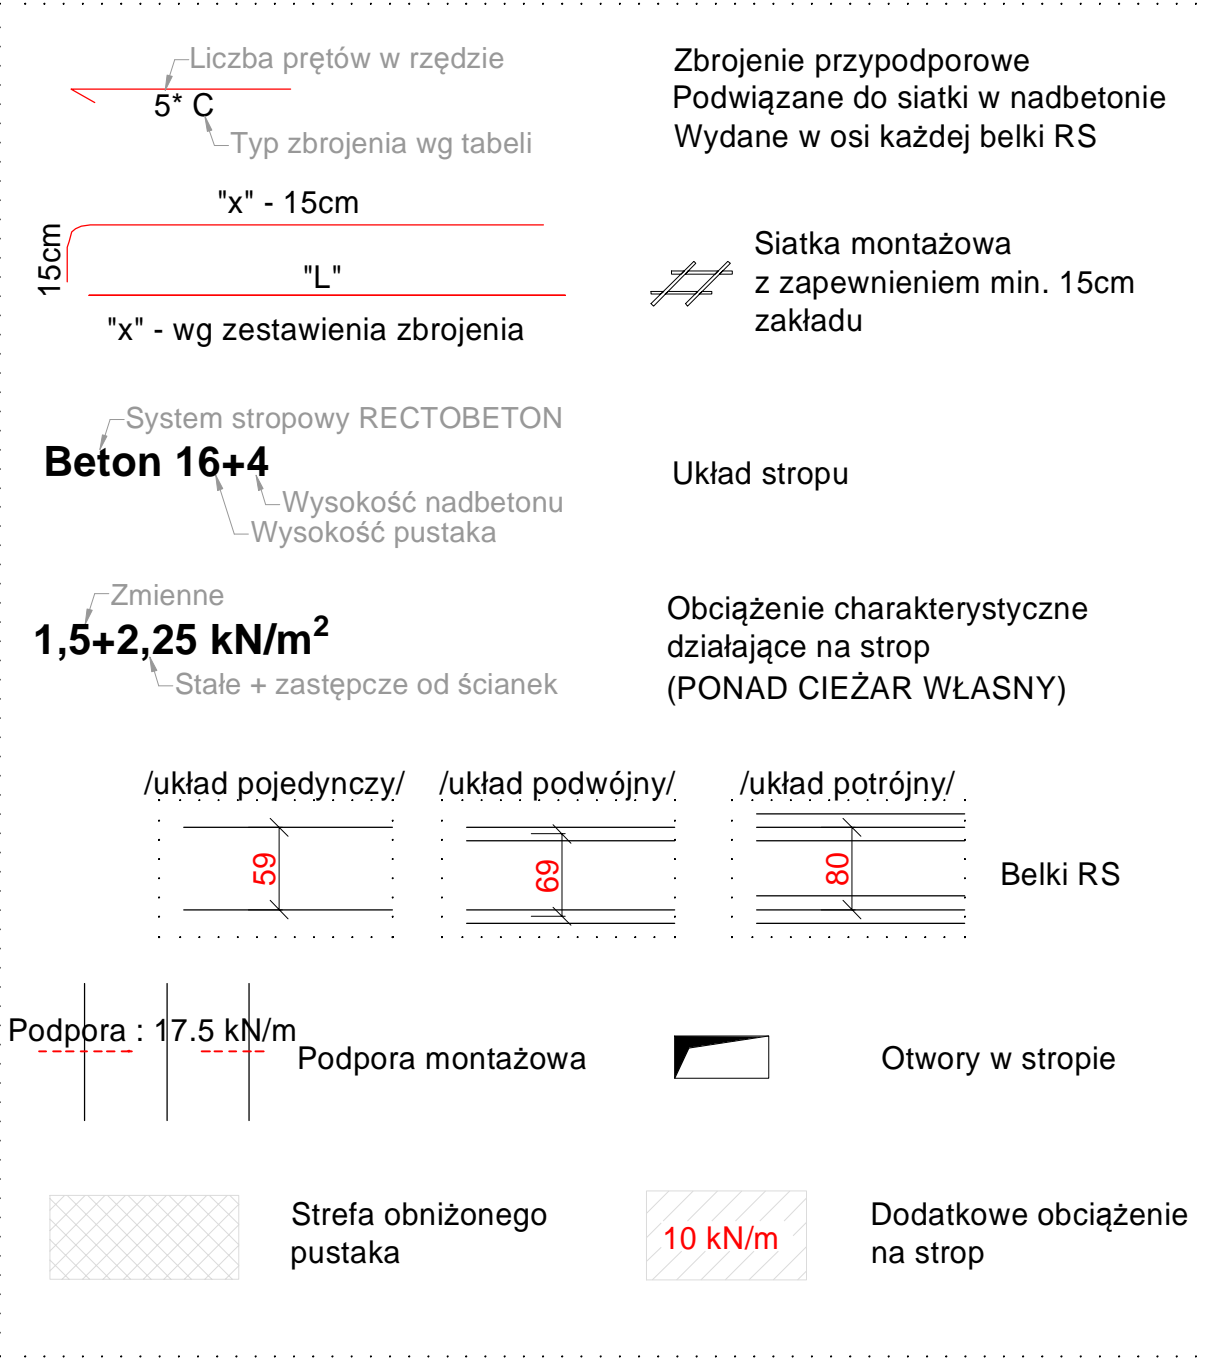 Liczba prętów w rzędzie
5* C
Typ zbrojenia wg tabeli
Zbrojenie przypodporowe
Podwiązane do siatki w nadbetonie
Wydane w osi każdej belki RS
"x" - 15cm
15cm
"L"
"x" - wg zestawienia zbrojenia
Siatka montażowa
z zapewnieniem min. 15cm
zakładu
System stropowy RECTOBETON
Beton 16+4
Wysokość nadbetonu
Wysokość pustaka
Układ stropu
Zmienne
1,5+2,25 kN/m²
Stałe + zastępcze od ścianek
Obciążenie charakterystyczne
działające na strop
(PONAD CIEŻAR WŁASNY)
/układ pojedynczy/
/układ podwójny/
/układ potrójny/
59
69
80
Belki RS
Podpora : 17.5 kN/m
Podpora montażowa
Otwory w stropie
Strefa obniżonego
pustaka
10 kN/m
Dodatkowe obciążenie
na strop